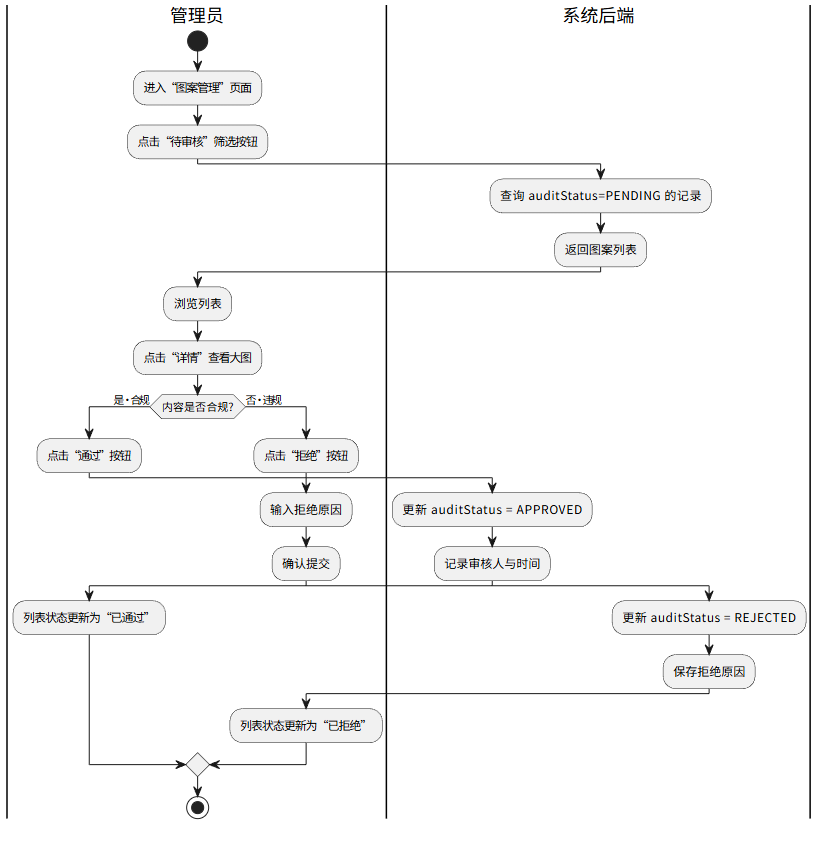 管理员
系统后端
进入“图案管理”页面
点击“待审核”筛选按钮
查询 auditStatus=PENDING 的记录
返回图案列表
浏览列表
点击“详情”查看大图
是·合规
内容是否合规?
否·违规
点击“通过”按钮
点击“拒绝”按钮
输入拒绝原因
更新 auditStatus = APPROVED
确认提交
记录审核人与时间
列表状态更新为“已通过”
更新 auditStatus = REJECTED
保存拒绝原因
列表状态更新为“已拒绝”